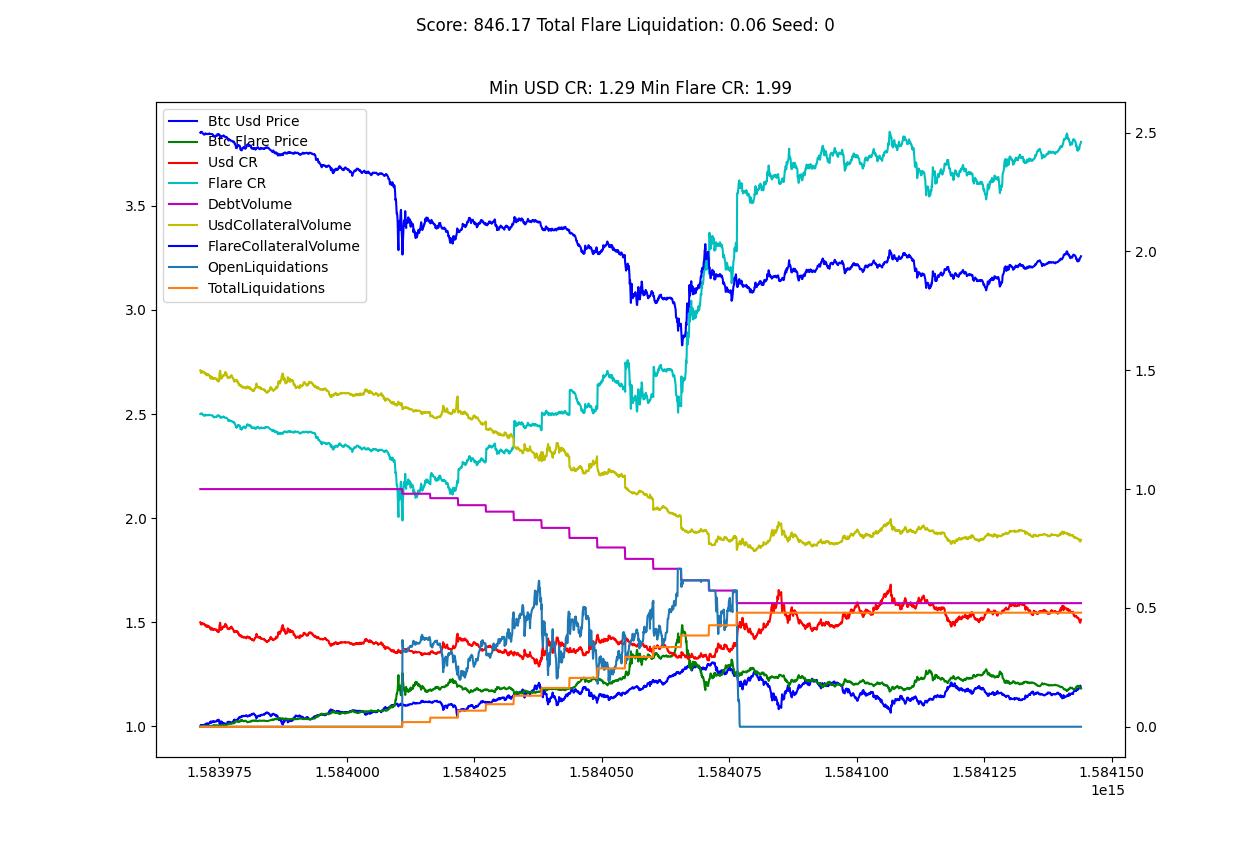 Score: 846.17 Total Flare Liquidation: 0.06 Seed: 0
Min USD CR: 1.29 Min Flare CR: 1.99
Btc Usd Price
Btc Flare Price
Usd CR
Flare CR
DebtVolume
UsdCollateralVolume
FlareCollateralVolume
OpenLiquidations
TotalLiquidations
3.5
3.0
2.5
2.0
1.5
1.0
2.5
2.0
1.5
1.0
0.5
0.0
1.583975 1.584000 1.584025 1.584050 1.584075 1.584100 1.584125 1.584150
1e15